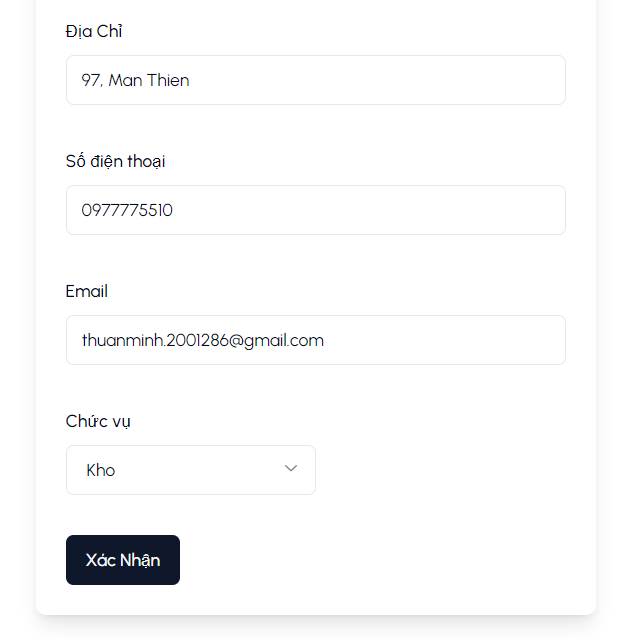 Địa Chỉ
97, Man Thien
Số điện thoại
0977775510
Email
thuanminh.2001286@gmail.com
Chức vụ
Kho
Xác Nhận